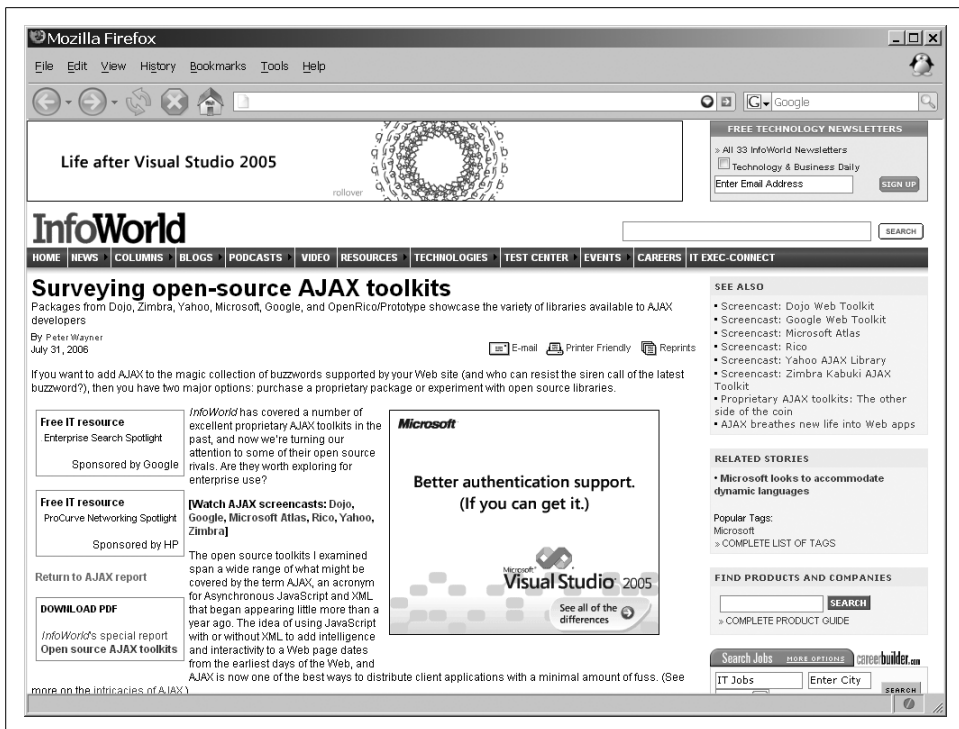 Mozilla Firefox
File Edit View History Bookmarks Tools Help
G Google
Life after Visual Studio 2005
rollover
FREE TECHNOLOGY NEWSLETTERS
» All 33 InfoWorld Newsletters
Technology & Business Daily
Enter Email Address
SIGN UP
InfoWorld
SEARCH
HOME NEWS COLUMNS BLOGS PODCASTS VIDEO RESOURCES TECHNOLOGIES TEST CENTER EVENTS CAREERS IT EXEC-CONNECT
Surveying open-source AJAX toolkits
Packages from Dojo, Zimbra, Yahoo, Microsoft, Google, and OpenRico/Prototype showcase the variety of libraries available to AJAX
developers
By Peter Wayner
July 31, 2006
E-mail Printer Friendly Reprints
If you want to add AJAX to the magic collection of buzzwords supported by your Web site (and who can resist the siren call of the latest
buzzword?), then you have two major options: purchase a proprietary package or experiment with open source libraries.
Free IT resource
Enterprise Search Spotlight
Sponsored by Google
Free IT resource
ProCurve Networking Spotlight
Sponsored by HP
Return to AJAX report
DOWNLOAD PDF
InfoWorld's special report
Open source AJAX toolkits
InfoWorld has covered a number of
excellent proprietary AJAX toolkits in the
past, and now we're turning our
attention to some of their open source
rivals. Are they worth exploring for
enterprise use?
[Watch AJAX screencasts: Dojo,
Google, Microsoft Atlas, Rico, Yahoo,
Zimbra]
The open source toolkits I examined
span a wide range of what might be
covered by the term AJAX, an acronym
for Asynchronous JavaScript and XML
that began appearing little more than a
year ago. The idea of using JavaScript
with or without XML to add intelligence
and interactivity to a Web page dates
from the earliest days of the Web, and
AJAX is now one of the best ways to distribute client applications with a minimal amount of fuss. (See
more on the intricacies of AJAX.)
Microsoft
Better authentication support.
(If you can get it.)
Microsoft
Visual Studio 2005
See all of the
differences
SEE ALSO
▪ Screencast: Dojo Web Toolkit
▪ Screencast: Google Web Toolkit
▪ Screencast: Microsoft Atlas
▪ Screencast: Rico
▪ Screencast: Yahoo AJAX Library
▪ Screencast: Zimbra Kabuki AJAX
Toolkit
▪ Proprietary AJAX toolkits: The other
side of the coin
▪ AJAX breathes new life into Web apps
RELATED STORIES
▪ Microsoft looks to accommodate
dynamic languages
Popular Tags:
Microsoft
» COMPLETE LIST OF TAGS
FIND PRODUCTS AND COMPANIES
SEARCH
» COMPLETE PRODUCT GUIDE
Search Jobs MORE OPTIONS careerbuilder.com
IT Jobs Enter City
SEARCH